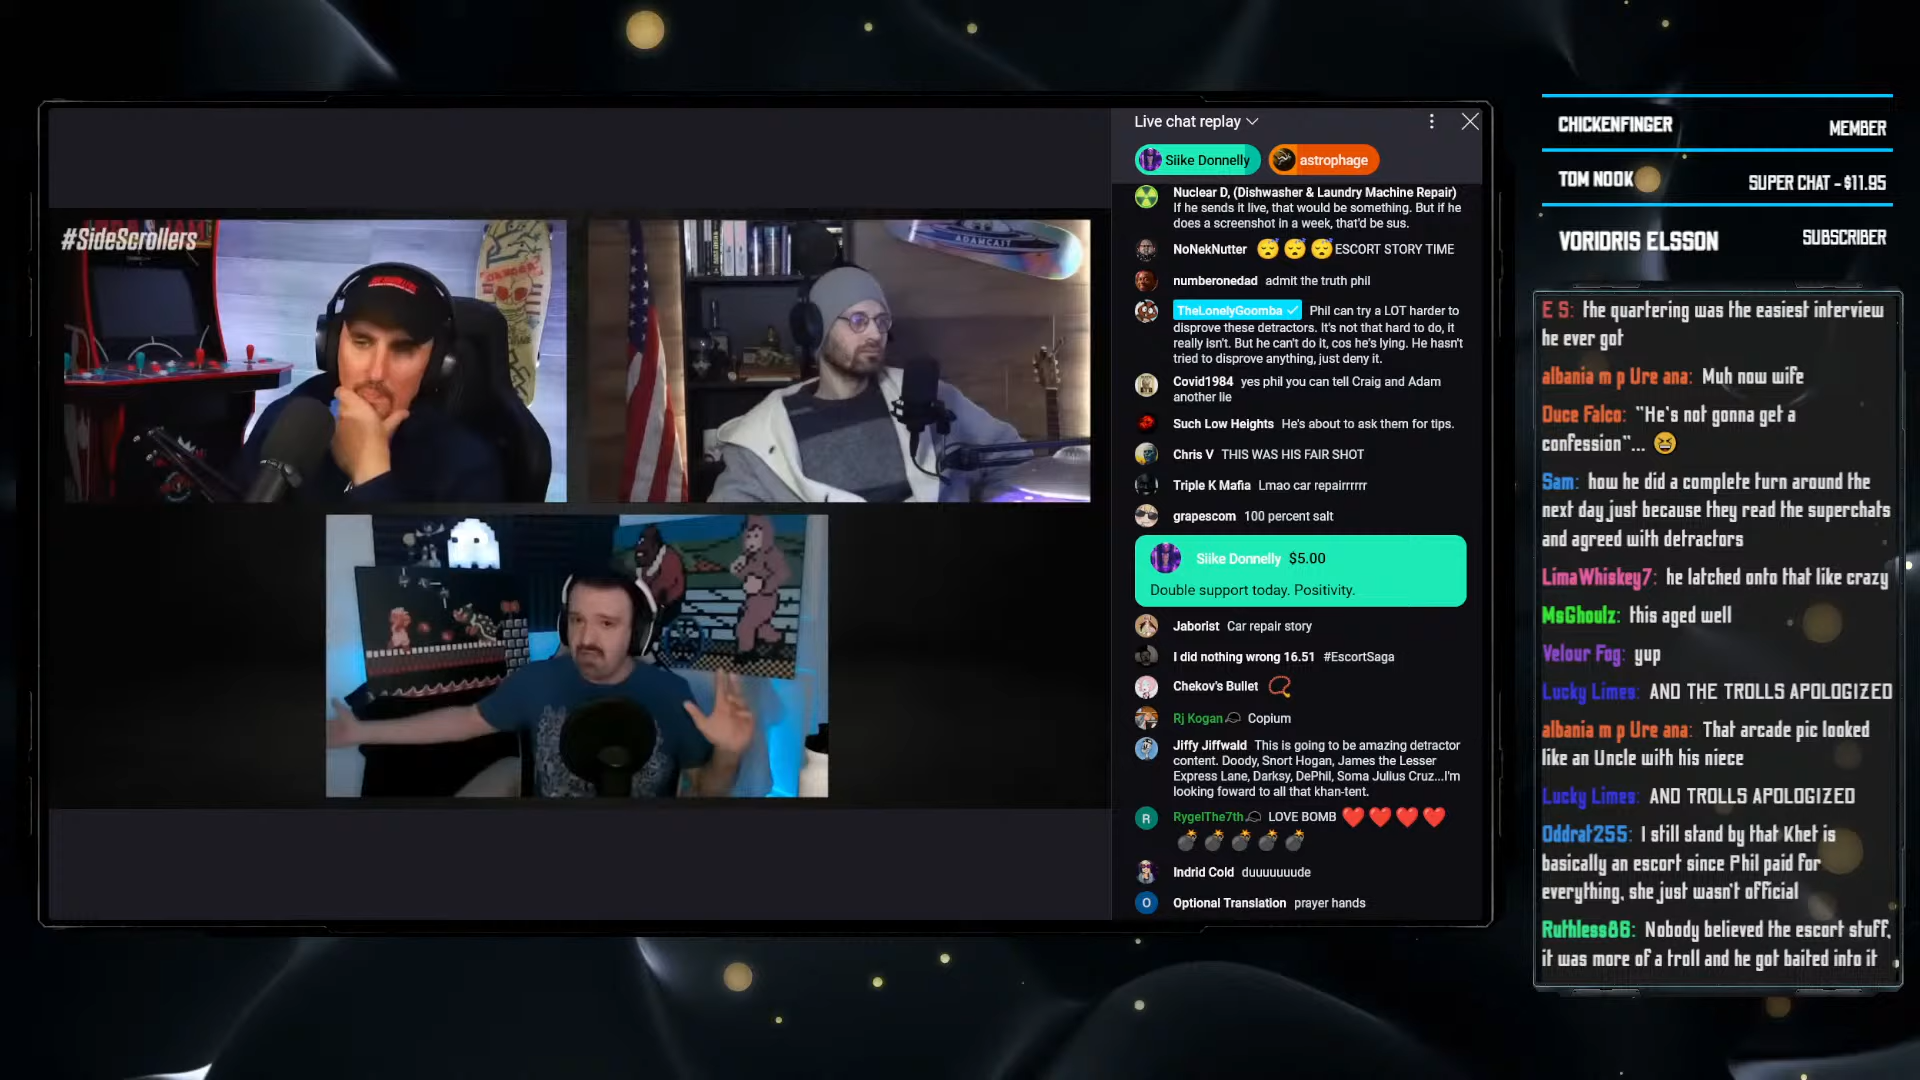 #SideScrollers
ADAMCAST
Live chat replay
Siike Donnelly
astrophage
Nuclear D, (Dishwasher & Laundry Machine Repair)
If he sends it live, that would be something. But if he
does a screenshot in a week, that'd be sus.
NoNekNutter 😴 😴 😴 ESCORT STORY TIME
numberonedad admit the truth phil
TheLonelyGoomba Phil can try a LOT harder to
disprove these detractors. It's not that hard to do, it
really isn't. But he can't do it, cos he's lying. He hasn't
tried to disprove anything, just deny it.
Covid1984 yes phil you can tell Craig and Adam
another lie
Such Low Heights He's about to ask them for tips.
Chris V THIS WAS HIS FAIR SHOT
Triple K Mafia Lmao car repairrrrrr
grapescom 100 percent salt
Siike Donnelly $5.00
Double support today. Positivity.
Jaborist Car repair story
I did nothing wrong 16.51 #EscortSaga
Chekov's Bullet
Rj Kogan Copium
Jiffy Jiffwald This is going to be amazing detractor
content. Doody, Snort Hogan, James the Lesser
Express Lane, Darksy, DePhil, Soma Julius Cruz...I'm
looking foward to all that khan-tent.
R RygelThe7th LOVE BOMB ❤️ ❤️ ❤️ ❤️
💣 💣 💣 💣 💣
Indrid Cold duuuuuuude
O Optional Translation prayer hands
CHICKENFINGER MEMBER
TOM NOOK SUPER CHAT - $11.95
VORIDRIS ELSSON SUBSCRIBER
E S: the quartering was the easiest interview
he ever got
albania m p Ure ana: Muh now wife
Duce Falco: "He's not gonna get a
confession"... 😆
Sam: how he did a complete turn around the
next day just because they read the superchats
and agreed with detractors
LimaWhiskey7: he latched onto that like crazy
MsGhoulz: this aged well
Velour Fog: yup
Lucky Limes: AND THE TROLLS APOLOGIZED
albania m p Ure ana: That arcade pic looked
like an Uncle with his niece
Lucky Limes: AND TROLLS APOLOGIZED
Oddrat255: I still stand by that Khet is
basically an escort since Phil paid for
everything, she just wasn't official
Ruthless86: Nobody believed the escort stuff,
it was more of a troll and he got baited into it